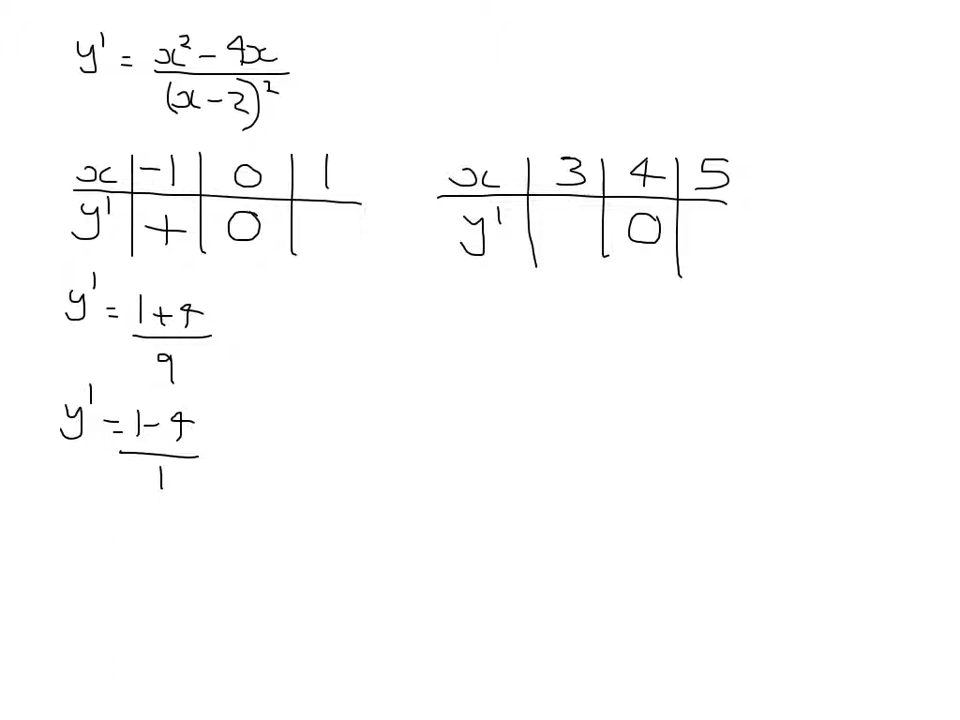 y' = x² - 4x / (x - 2)²
x | -1 | 0 | 1
y' | + | 0 |
x | 3 | 4 | 5
y' | | 0 |
y' = 1 + 4 / 9
y' = 1 - 4 / 1